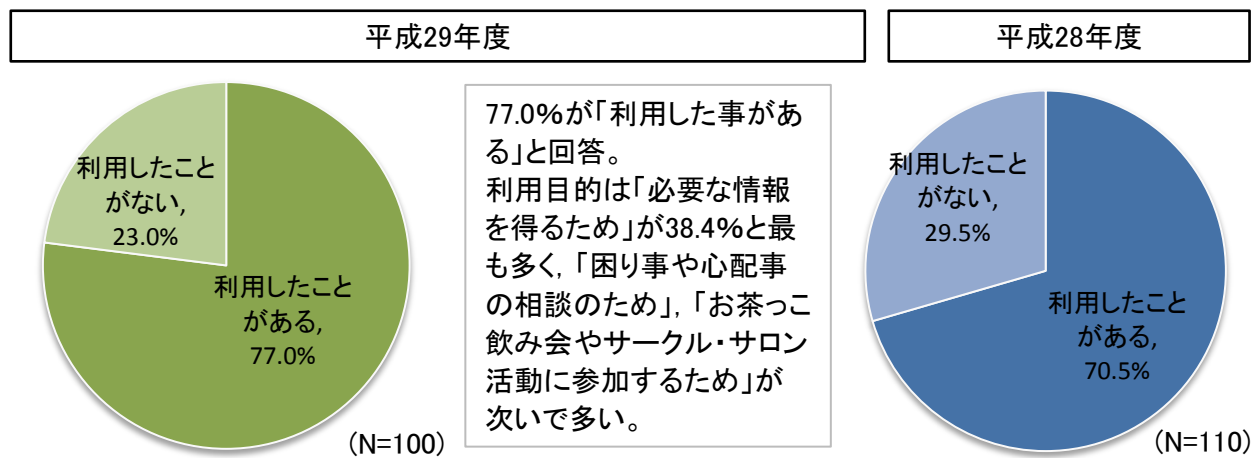 平成29年度
利用したこと
がない,
23.0%
利用したこと
がある,
77.0%
(N=100)
77.0%が「利用した事があ
る」と回答。
利用目的は「必要な情報
を得るため」が38.4%と最
も多く,「困り事や心配事
の相談のため」,「お茶っこ
飲み会やサークル・サロン
活動に参加するため」が
次いで多い。
平成28年度
利用したこと
がない,
29.5%
利用したこと
がある,
70.5%
(N=110)